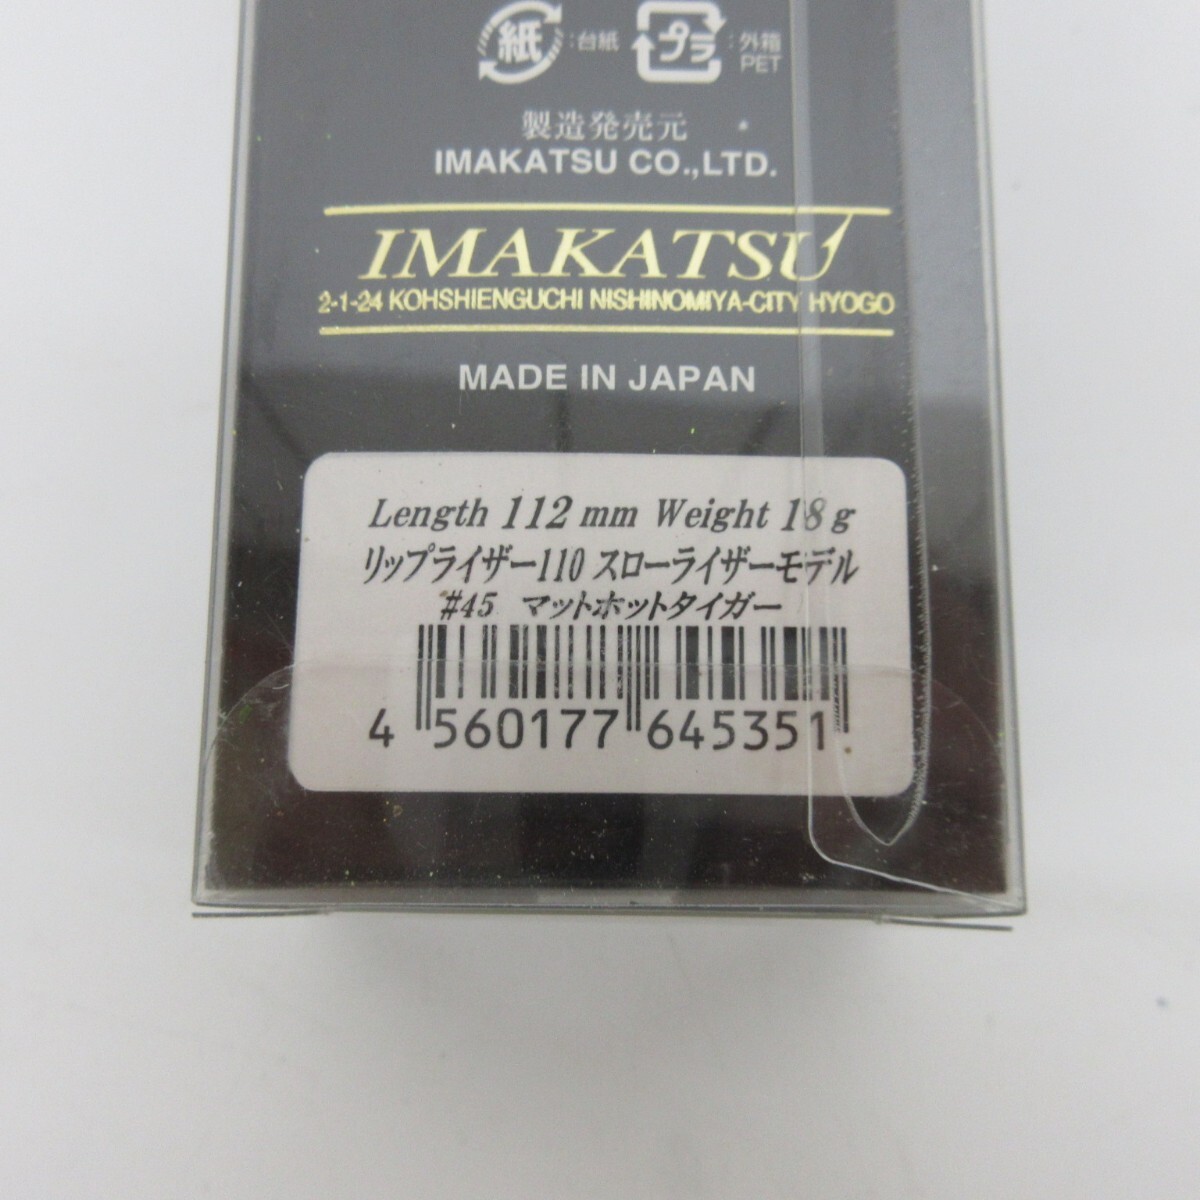 紙 :台紙 プラ :外箱 PET
製造発売元
IMAKATSU CO.,LTD.
IMAKATSU
2-1-24 KOHSHIENGUCHI NISHINOMIYA-CITY HYOGO
MADE IN JAPAN
Length 112 mm Weight 18 g
リップライザー110 スローライザーモデル
#45 マットホットタイガー
4 560177 645351